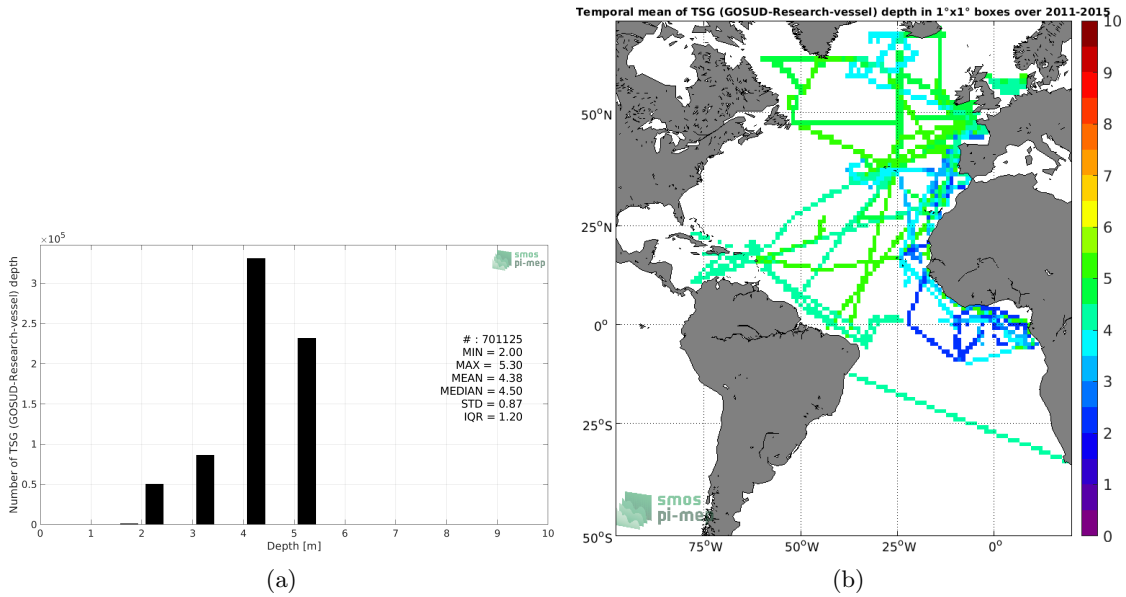 ×10⁵
3
2.5
2
1.5
1
0.5
0
Number of TSG (GOSUD-Research-vessel) depth
smos
pi-mep
# : 701125
MIN = 2.00
MAX = 5.30
MEAN = 4.38
MEDIAN = 4.50
STD = 0.87
IQR = 1.20
0 1 2 3 4 5 6 7 8 9 10
Depth [m]
(a)
Temporal mean of TSG (GOSUD-Research-vessel) depth in 1°x1° boxes over 2011-2015
50°N
25°N
0°
25°S
50°S
75°W 50°W 25°W 0°
smos
pi-mep
10
9
8
7
6
5
4
3
2
1
0
(b)